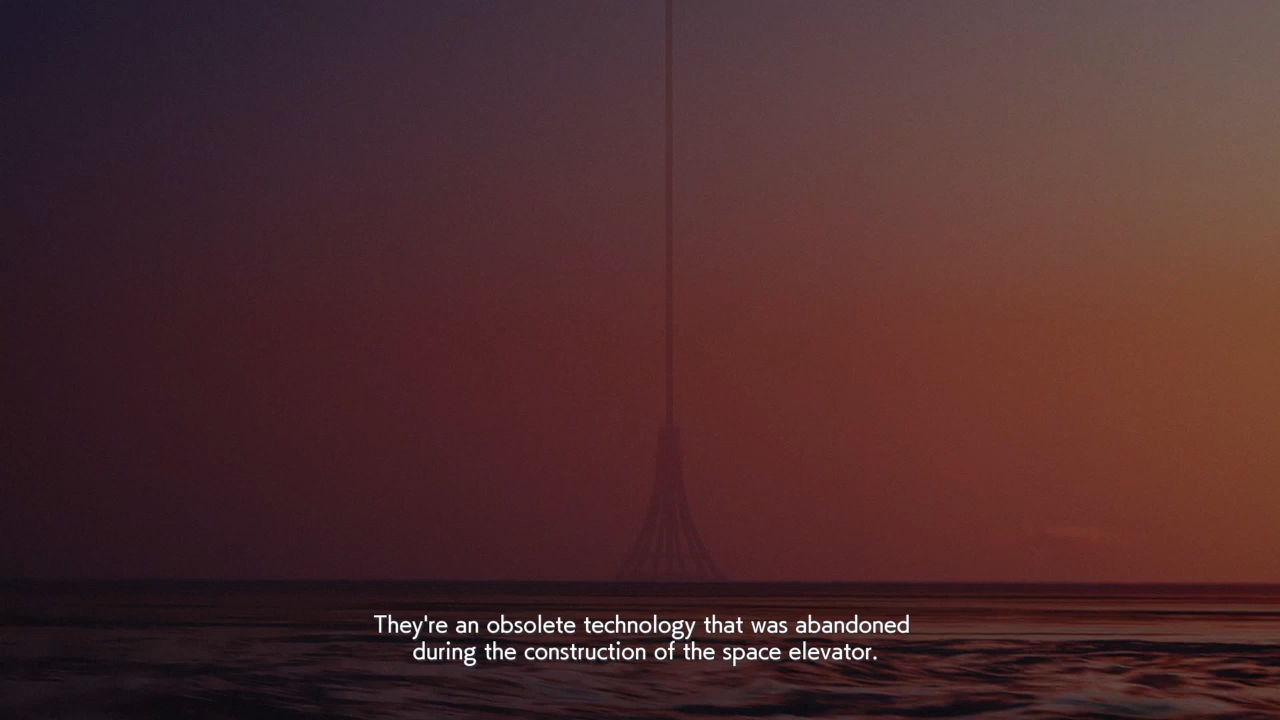 They're an obsolete technology that was abandoned
during the construction of the space elevator.